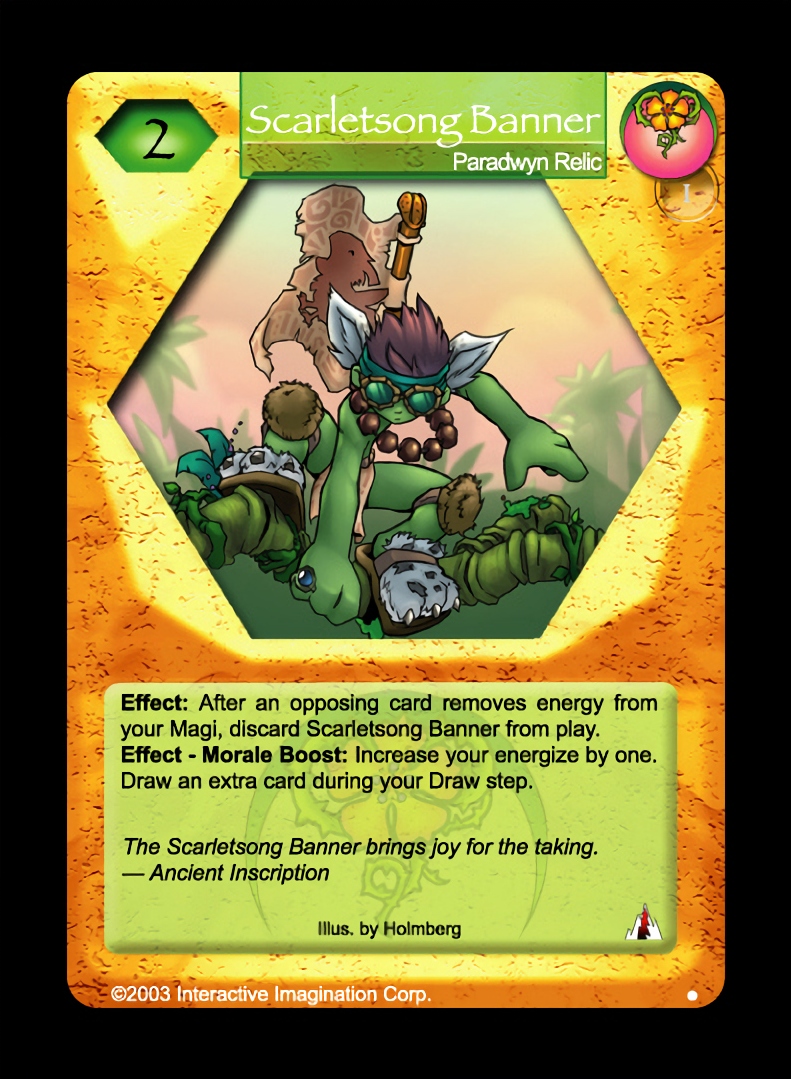 2
Scarletsong Banner
Paradwyn Relic
1
Effect: After an opposing card removes energy from
your Magi, discard Scarletsong Banner from play.
Effect - Morale Boost: Increase your energize by one.
Draw an extra card during your Draw step.
The Scarletsong Banner brings joy for the taking.
— Ancient Inscription
Illus. by Holmberg
©2003 Interactive Imagination Corp.